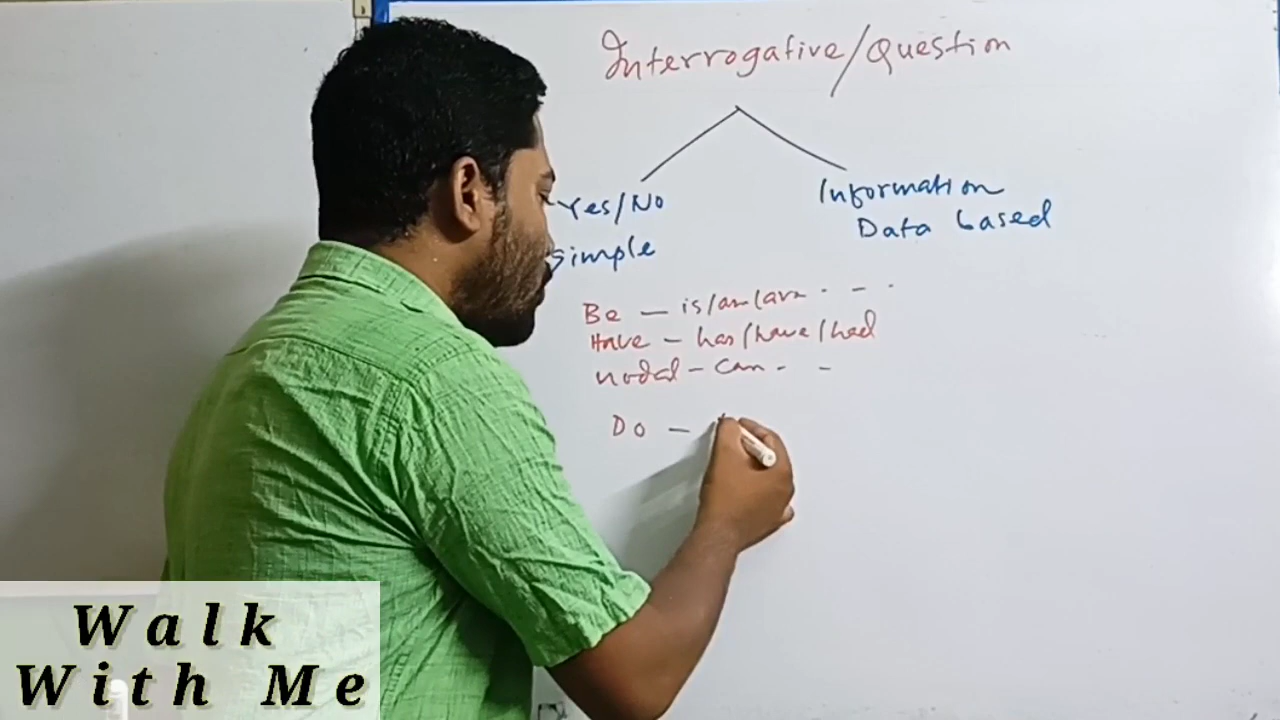 Interrogative/Question
Yes/No
Simple
Information
Data based
Be – is/am/are . – .
Have – has/have/had
modal – can . –
Do –
Walk
With Me